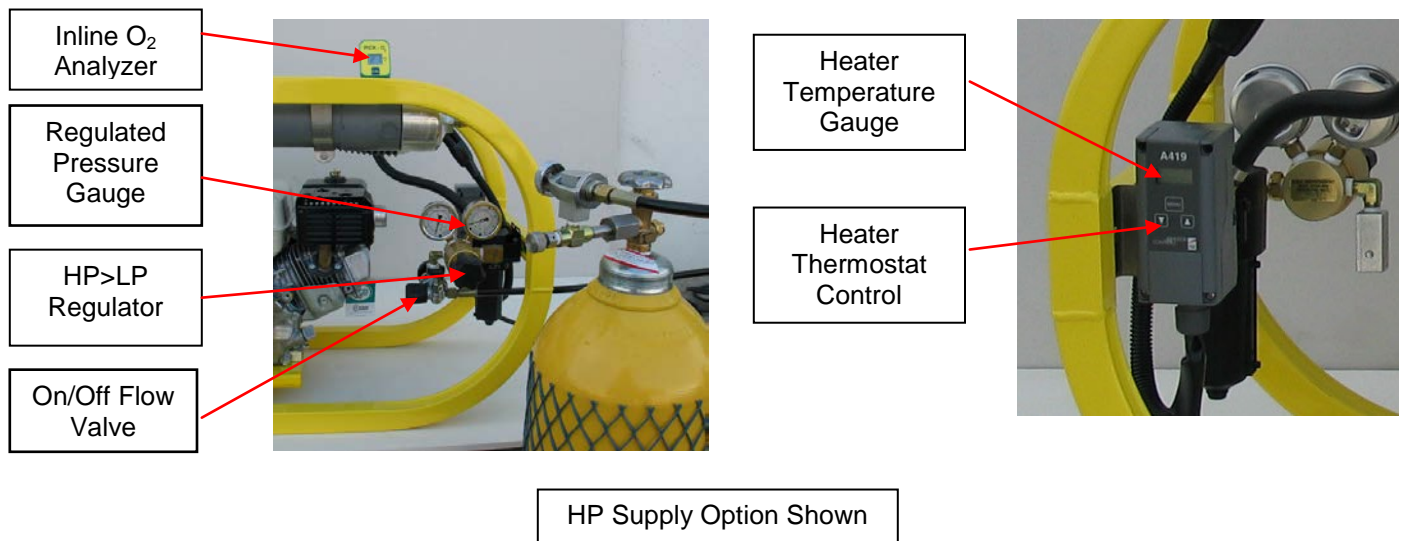 Inline O₂
Analyzer
Regulated
Pressure
Gauge
HP>LP
Regulator
On/Off Flow
Valve
Heater
Temperature
Gauge
Heater
Thermostat
Control
A419
MENU
HP Supply Option Shown